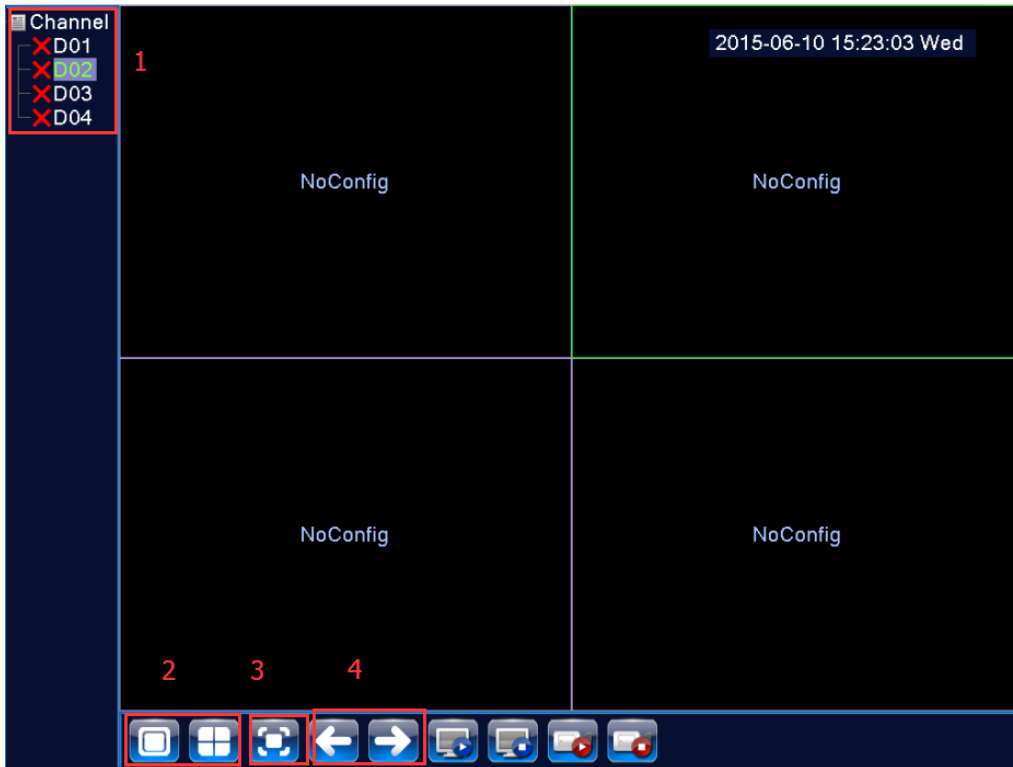 Channel
D01
D02
D03
D04
1
2015-06-10 15:23:03 Wed
NoConfig
NoConfig
NoConfig
NoConfig
2
3
4